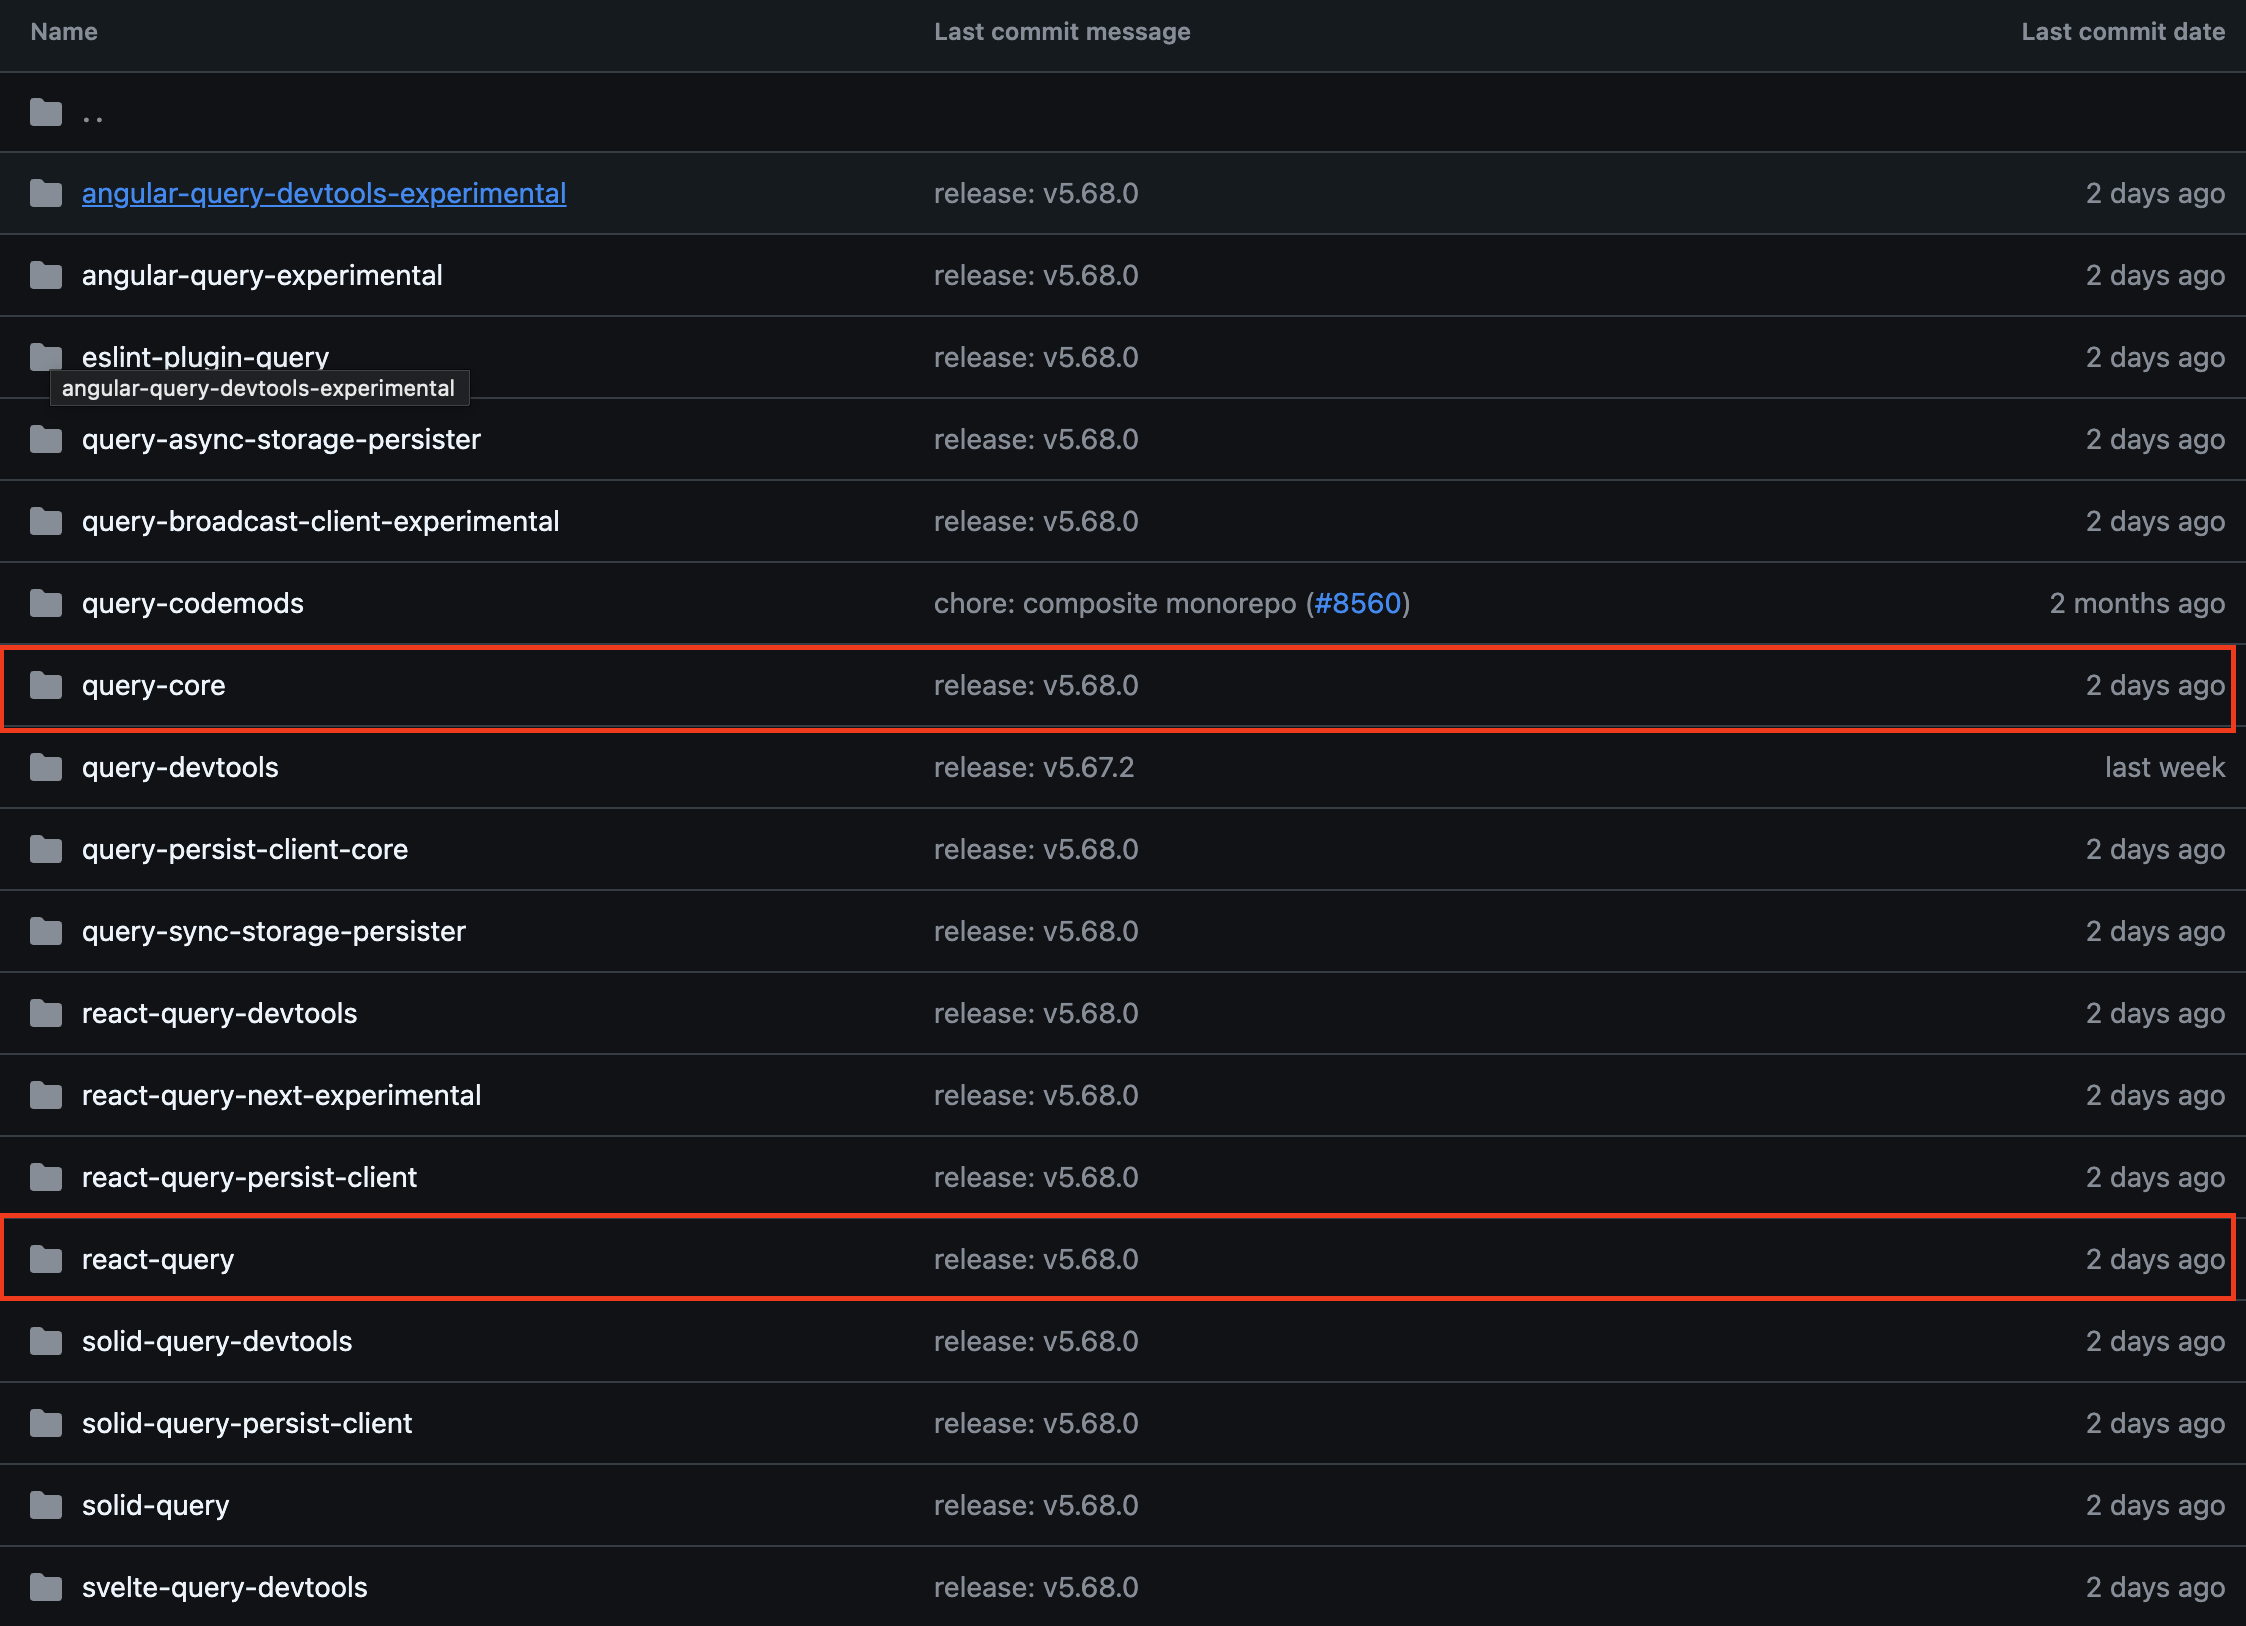 Name Last commit message Last commit date
..
angular-query-devtools-experimental release: v5.68.0 2 days ago
angular-query-experimental release: v5.68.0 2 days ago
eslint-plugin-query release: v5.68.0 2 days ago
angular-query-devtools-experimental
query-async-storage-persister release: v5.68.0 2 days ago
query-broadcast-client-experimental release: v5.68.0 2 days ago
query-codemods chore: composite monorepo (#8560) 2 months ago
query-core release: v5.68.0 2 days ago
query-devtools release: v5.67.2 last week
query-persist-client-core release: v5.68.0 2 days ago
query-sync-storage-persister release: v5.68.0 2 days ago
react-query-devtools release: v5.68.0 2 days ago
react-query-next-experimental release: v5.68.0 2 days ago
react-query-persist-client release: v5.68.0 2 days ago
react-query release: v5.68.0 2 days ago
solid-query-devtools release: v5.68.0 2 days ago
solid-query-persist-client release: v5.68.0 2 days ago
solid-query release: v5.68.0 2 days ago
svelte-query-devtools release: v5.68.0 2 days ago